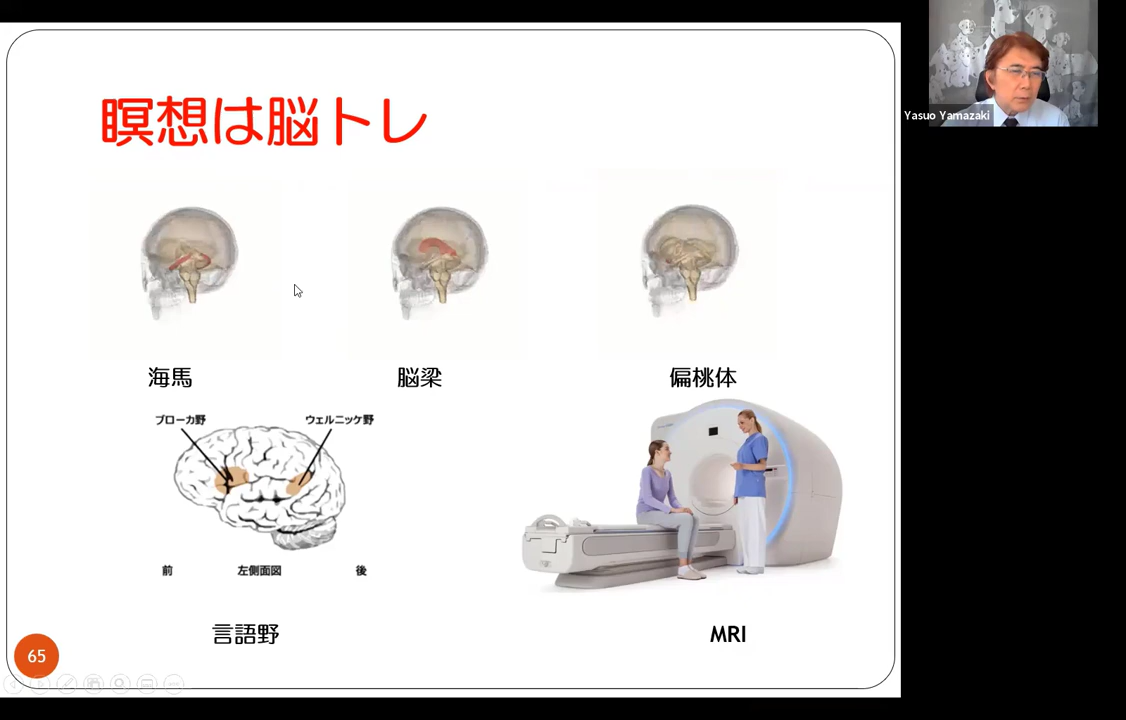 瞑想は脳トレ
Yasuo Yamazaki
海馬
脳梁
偏桃体
ブローカ野
ウェルニッケ野
前
左側面図
後
言語野
MRI
65